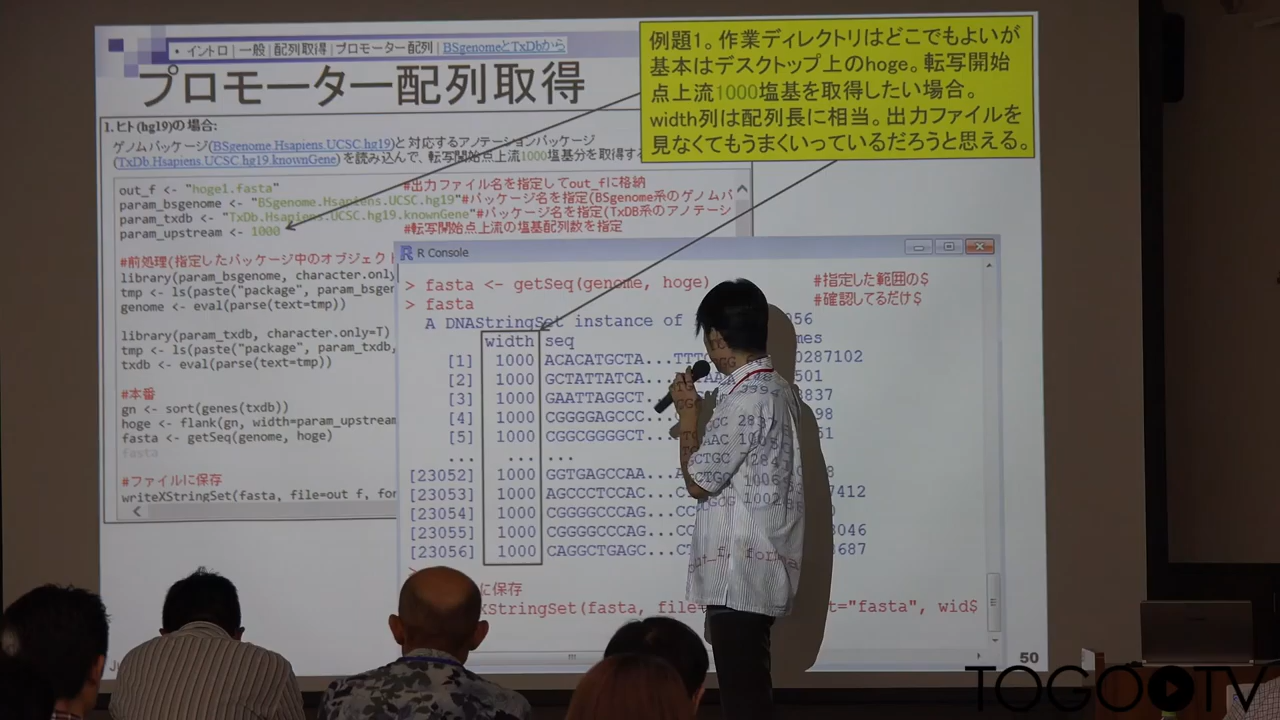 • イントロ | 一般 | 配列取得 | プロモーター配列 | BSgenomeとTxDbから
プロモーター配列取得
例題1。作業ディレクトリはどこでもよいが
基本はデスクトップ上のhoge。転写開始
点上流1000塩基を取得したい場合。
width列は配列長に相当。出力ファイルを
見なくてもうまくいっているだろうと思える。
1. ヒト(hg19)の場合:
ゲノムパッケージ(BSgenome.Hsapiens.UCSC.hg19)と対応するアノテーションパッケージ
(TxDb.Hsapiens.UCSC.hg19.knownGene)を読み込んで、転写開始点上流1000塩基分を取得する
out_f <- "hoge1.fasta" #出力ファイル名を指定してout_fに格納
param_bsgenome <- "BSgenome.Hsapiens.UCSC.hg19"#パッケージ名を指定(BSgenome系のゲノムパ
param_txdb <- "TxDb.Hsapiens.UCSC.hg19.knownGene"#パッケージ名を指定(TxDB系のアノテーシ
param_upstream <- 1000 #転写開始点上流の塩基配列数を指定
#前処理(指定したパッケージ中のオブジェクト
library(param_bsgenome, character.only
tmp <- ls(paste("package", param_bsger
genome <- eval(parse(text=tmp))
library(param_txdb, character.only=T)
tmp <- ls(paste("package", param_txdb,
txdb <- eval(parse(text=tmp))
#本番
gn <- sort(genes(txdb))
hoge <- flank(gn, width=param_upstream
fasta <- getSeq(genome, hoge)
fasta
#ファイルに保存
writeXStringSet(fasta, file=out_f, for
R Console
> fasta <- getSeq(genome, hoge) #指定した範囲の$
> fasta #確認してるだけ$
A DNAStringSet instance of 56
width seq mes
[1] 1000 ACACATGCTA...TTTC 0287102
[2] 1000 GCTATTATCA... 501
[3] 1000 GAATTAGGCT... 3994 8837
[4] 1000 CGGGGAGCCC... 2837 98
[5] 1000 CGGCGGGGCT... 51
... ... ...
[23052] 1000 GGTGAGCCAA...A
[23053] 1000 AGCCCTCCAC...C 7412
[23054] 1000 CGGGGCCCAG...CC
[23055] 1000 CGGGGCCCAG...CC 8046
[23056] 1000 CAGGCTGAGC...CT 8687
に保存
XStringSet(fasta, file= out_f, forma t="fasta", wid$
50
TOGOTV